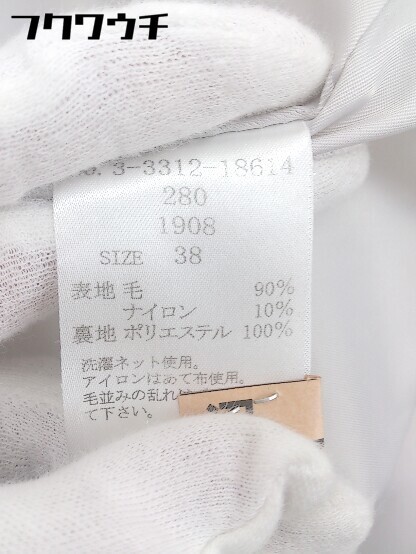 フクワウチ
3-3312-18614
280
1908
SIZE 38
表地 毛 90%
ナイロン 10%
裏地 ポリエステル 100%
洗濯ネット使用。
アイロンはあて布使用。
毛並みの乱れは
て下さい。